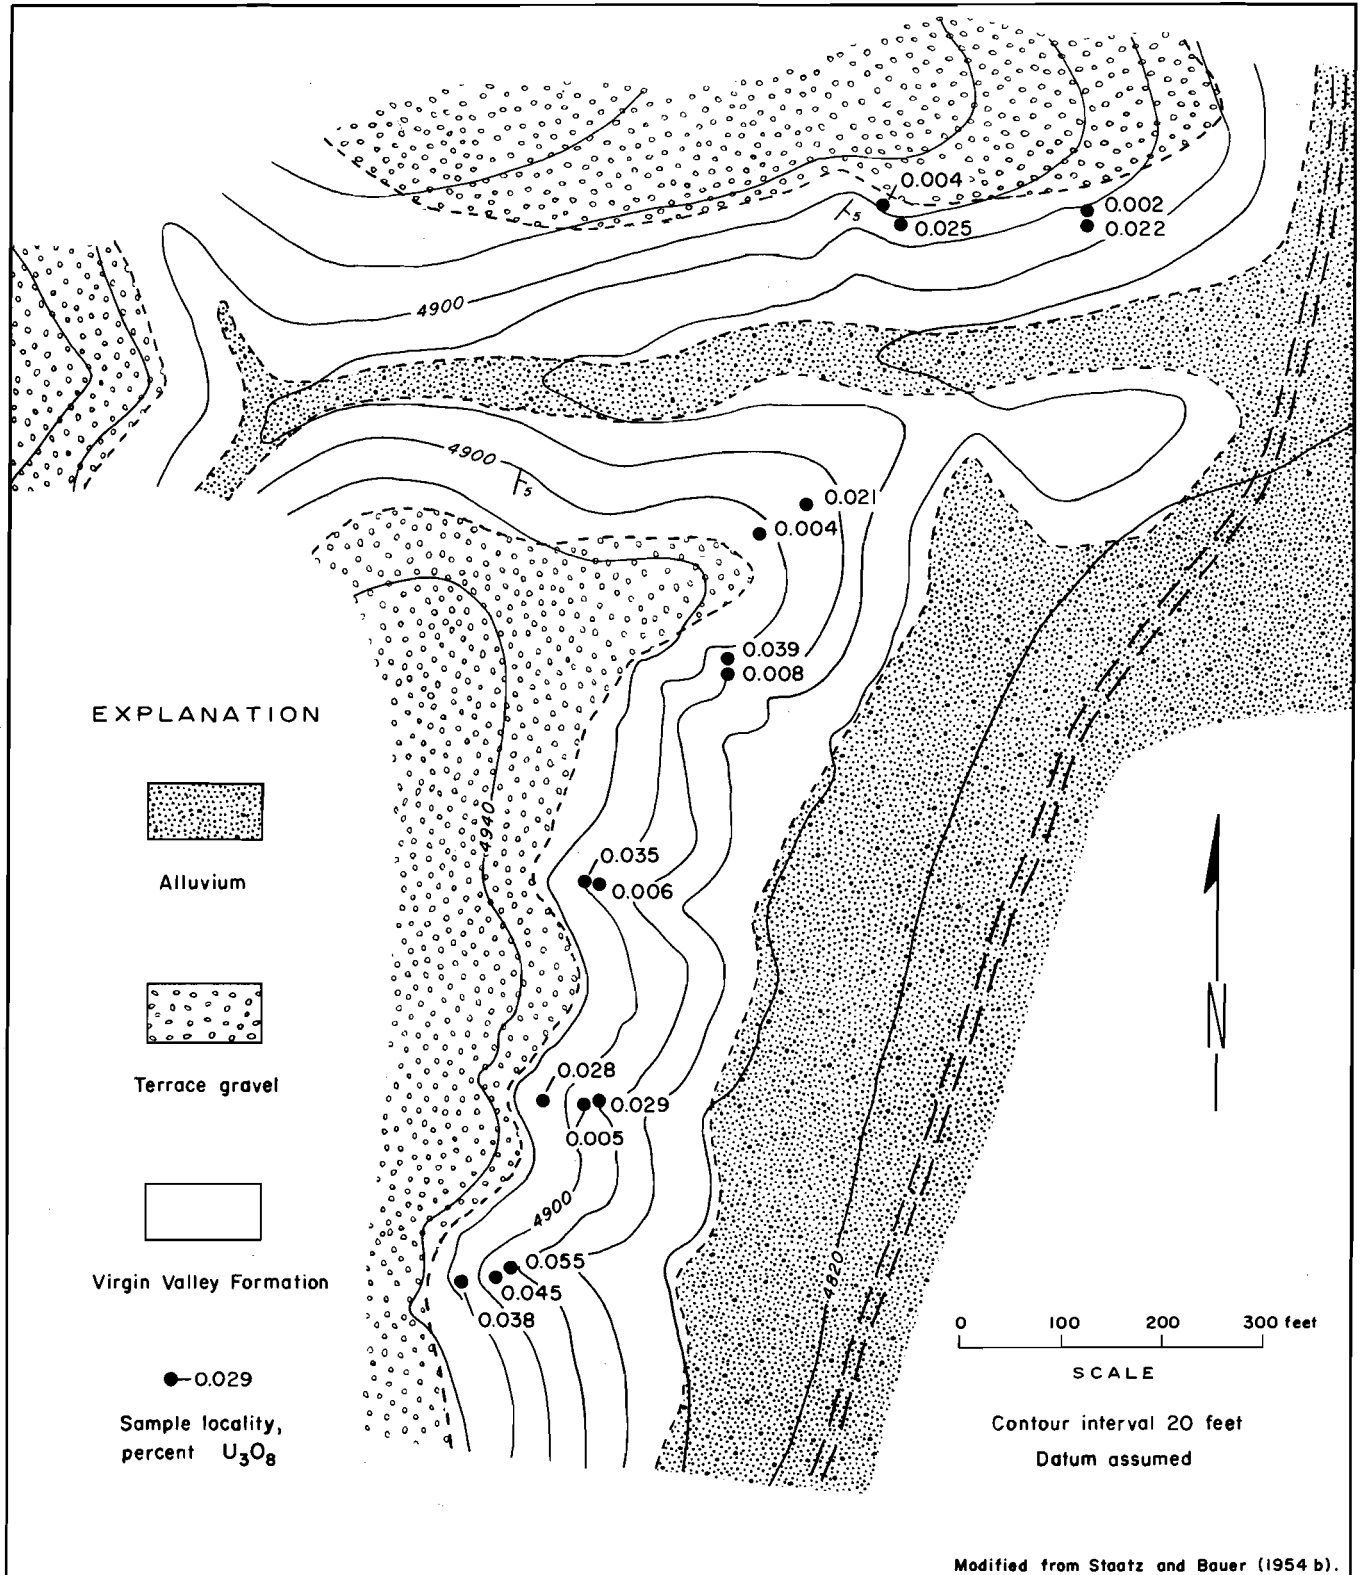 0.004
0.002
0.025
0.022
5
4900
4900
5
0.021
0.004
0.039
0.008
EXPLANATION
4940
0.035
Alluvium
0.006
0.028
Terrace gravel
0.029
0.005
4900
0.055
Virgin Valley Formation
0.045
4820
0.038
0 100 200 300 feet
SCALE
0.029
Sample locality,
percent U₃O₈
Contour interval 20 feet
Datum assumed
N
Modified from Staatz and Bauer (1954 b).